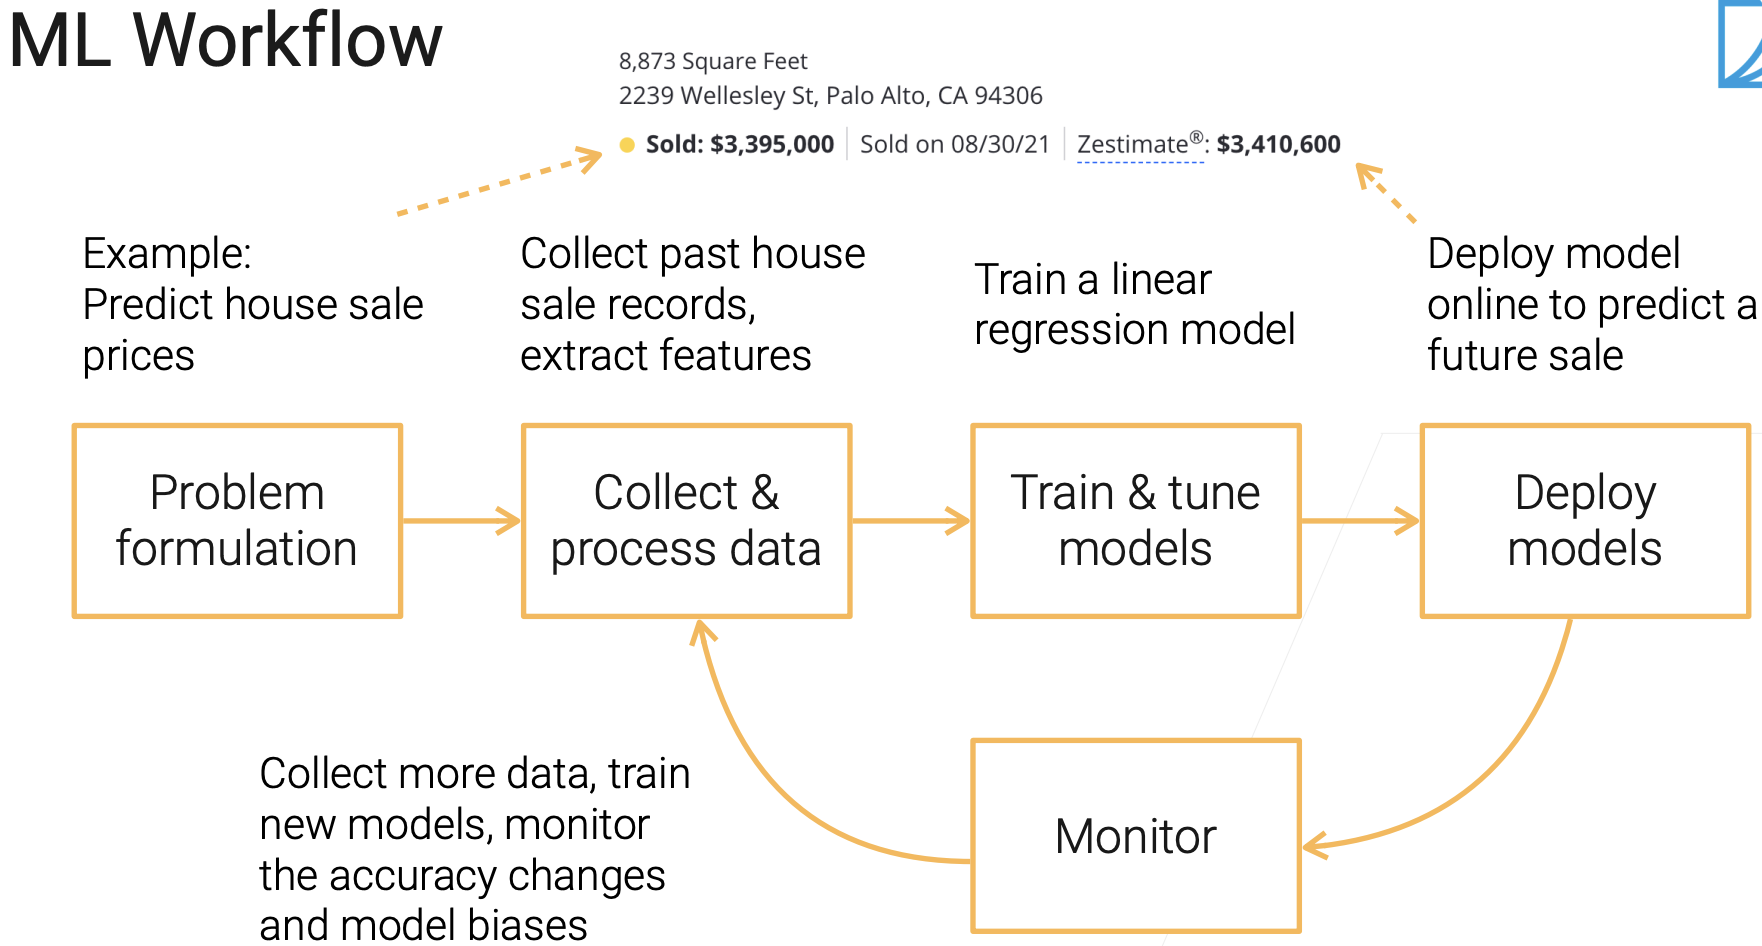 ML Workflow
8,873 Square Feet
2239 Wellesley St, Palo Alto, CA 94306
Sold: $3,395,000 Sold on 08/30/21 Zestimate®: $3,410,600
Example:
Predict house sale
prices
Collect past house
sale records,
extract features
Train a linear
regression model
Deploy model
online to predict a
future sale
Problem
formulation
Collect &
process data
Train & tune
models
Deploy
models
Collect more data, train
new models, monitor
the accuracy changes
and model biases
Monitor